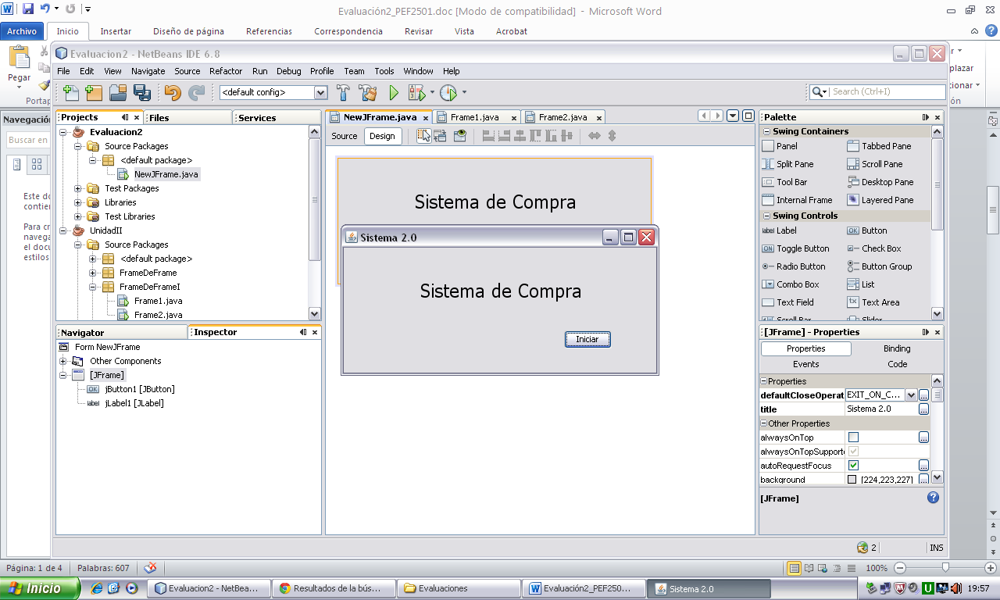 Evaluación2_PEF2501.doc [Modo de compatibilidad] - Microsoft Word
Archivo Inicio Insertar Diseño de página Referencias Correspondencia Revisar Vista Acrobat
Pegar
Portap
plazar
ionar
ón
Navegación
Buscar en
Este do
contien
Para cr
navega
el docu
estilos
Evaluacion2 - NetBeans IDE 6.8
File Edit View Navigate Source Refactor Run Debug Profile Team Tools Window Help
<default config>
Search (Ctrl+I)
Projects Files Services
Evaluacion2
Source Packages
<default package>
NewJFrame.java
Test Packages
Libraries
Test Libraries
UnidadII
Source Packages
<default package>
FrameDeFrame
FrameDeFrameI
Frame1.java
Frame2.java
Navigator Inspector
Form NewJFrame
Other Components
[JFrame]
jButton1 [JButton]
jLabel1 [JLabel]
NewJFrame.java Frame1.java Frame2.java
Source Design
Sistema de Compra
Sistema 2.0
Sistema de Compra
Iniciar
Palette
Swing Containers
Panel Tabbed Pane
Split Pane Scroll Pane
Tool Bar Desktop Pane
Internal Frame Layered Pane
Swing Controls
Label Button
Toggle Button Check Box
Radio Button Button Group
Combo Box List
Text Field Text Area
Scroll Bar Slider
[JFrame] - Properties
Properties Binding
Events Code
Properties
defaultCloseOperat EXIT_ON_C...
title Sistema 2.0
Other Properties
alwaysOnTop
alwaysOnTopSupporte
autoRequestFocus
background [224,223,227]
[JFrame]
2 INS
Página: 1 de 4 Palabras: 607 100%
Inicio Evaluacion2 - NetBea... Resultados de la bús... Evaluaciones Evaluación2_PEF250... Sistema 2.0 19:57